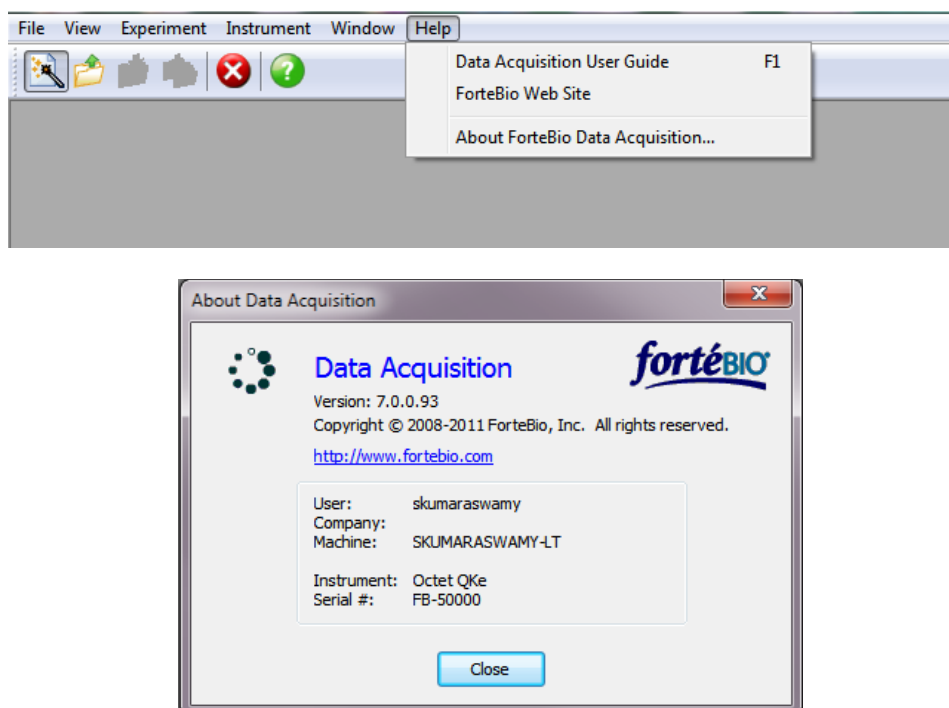 File View Experiment Instrument Window Help
Data Acquisition User Guide F1
ForteBio Web Site
About ForteBio Data Acquisition...
About Data Acquisition
fortéBIO
Data Acquisition
Version: 7.0.0.93
Copyright © 2008-2011 ForteBio, Inc. All rights reserved.
http://www.fortebio.com
User: skumaraswamy
Company:
Machine: SKUMARASWAMY-LT
Instrument: Octet QKe
Serial #: FB-50000
Close